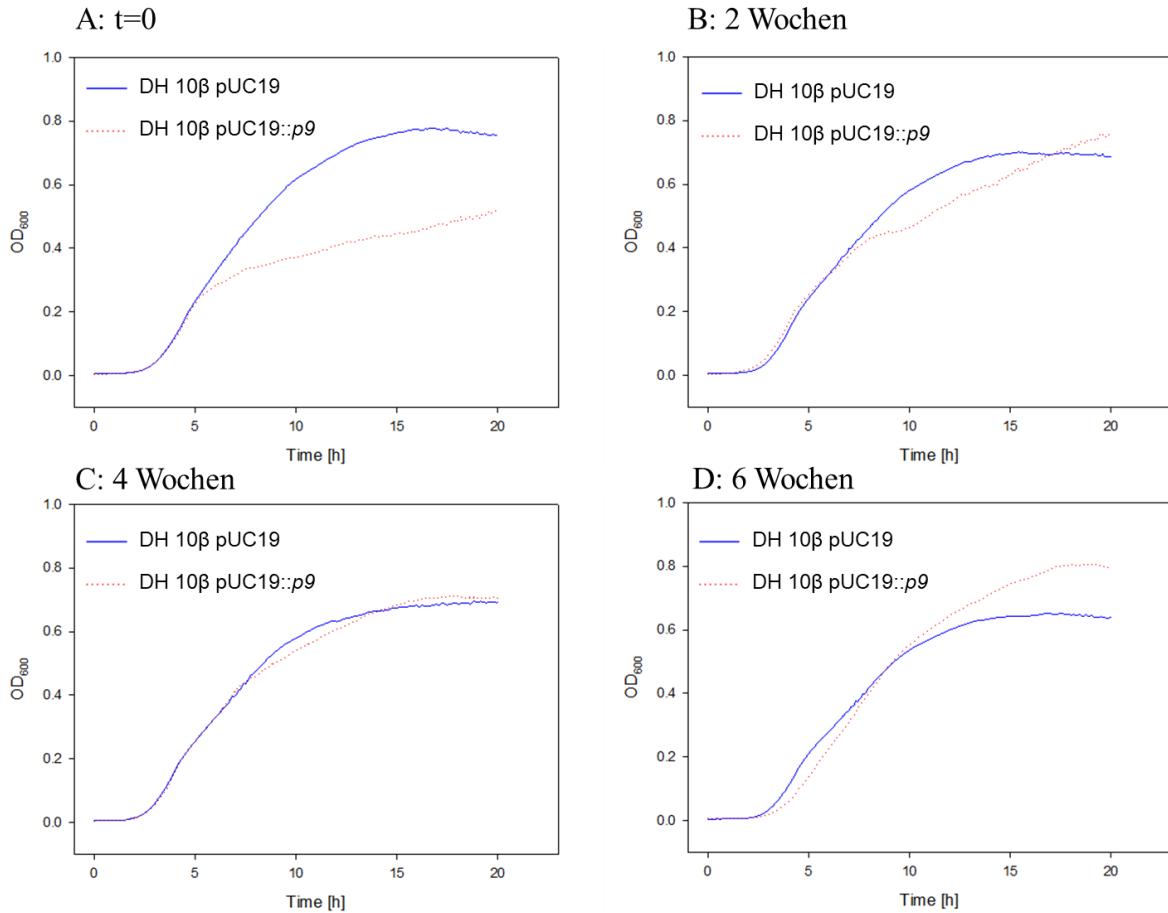 A: t=0
1.0
DH 10β pUC19
DH 10β pUC19::p9
0.8
0.6
0.4
0.2
0.0
OD600
0 5 10 15 20
Time [h]
B: 2 Wochen
1.0
DH 10β pUC19
DH 10β pUC19::p9
0.8
0.6
0.4
0.2
0.0
OD600
0 5 10 15 20
Time [h]
C: 4 Wochen
1.0
DH 10β pUC19
DH 10β pUC19::p9
0.8
0.6
0.4
0.2
0.0
OD600
0 5 10 15 20
Time [h]
D: 6 Wochen
1.0
DH 10β pUC19
DH 10β pUC19::p9
0.8
0.6
0.4
0.2
0.0
OD600
0 5 10 15 20
Time [h]